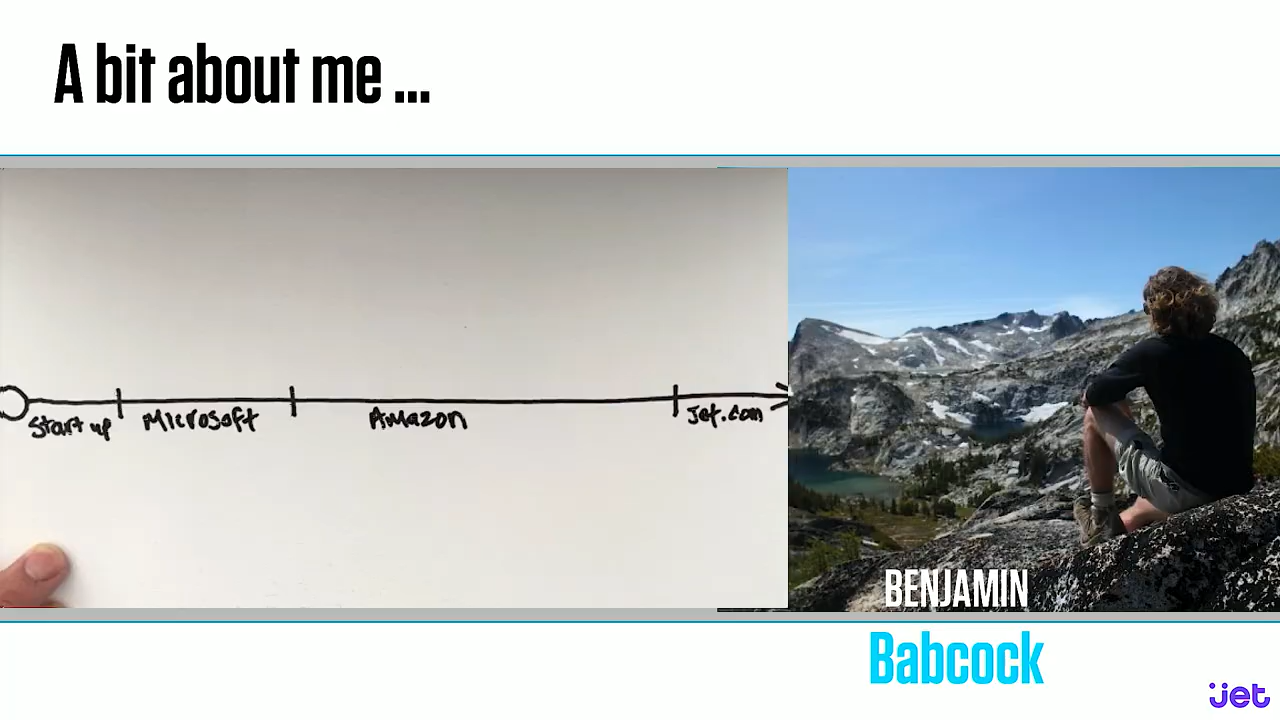 A bit about me ...
Start up Microsoft Amazon Jet.com
BENJAMIN
Babcock
jet